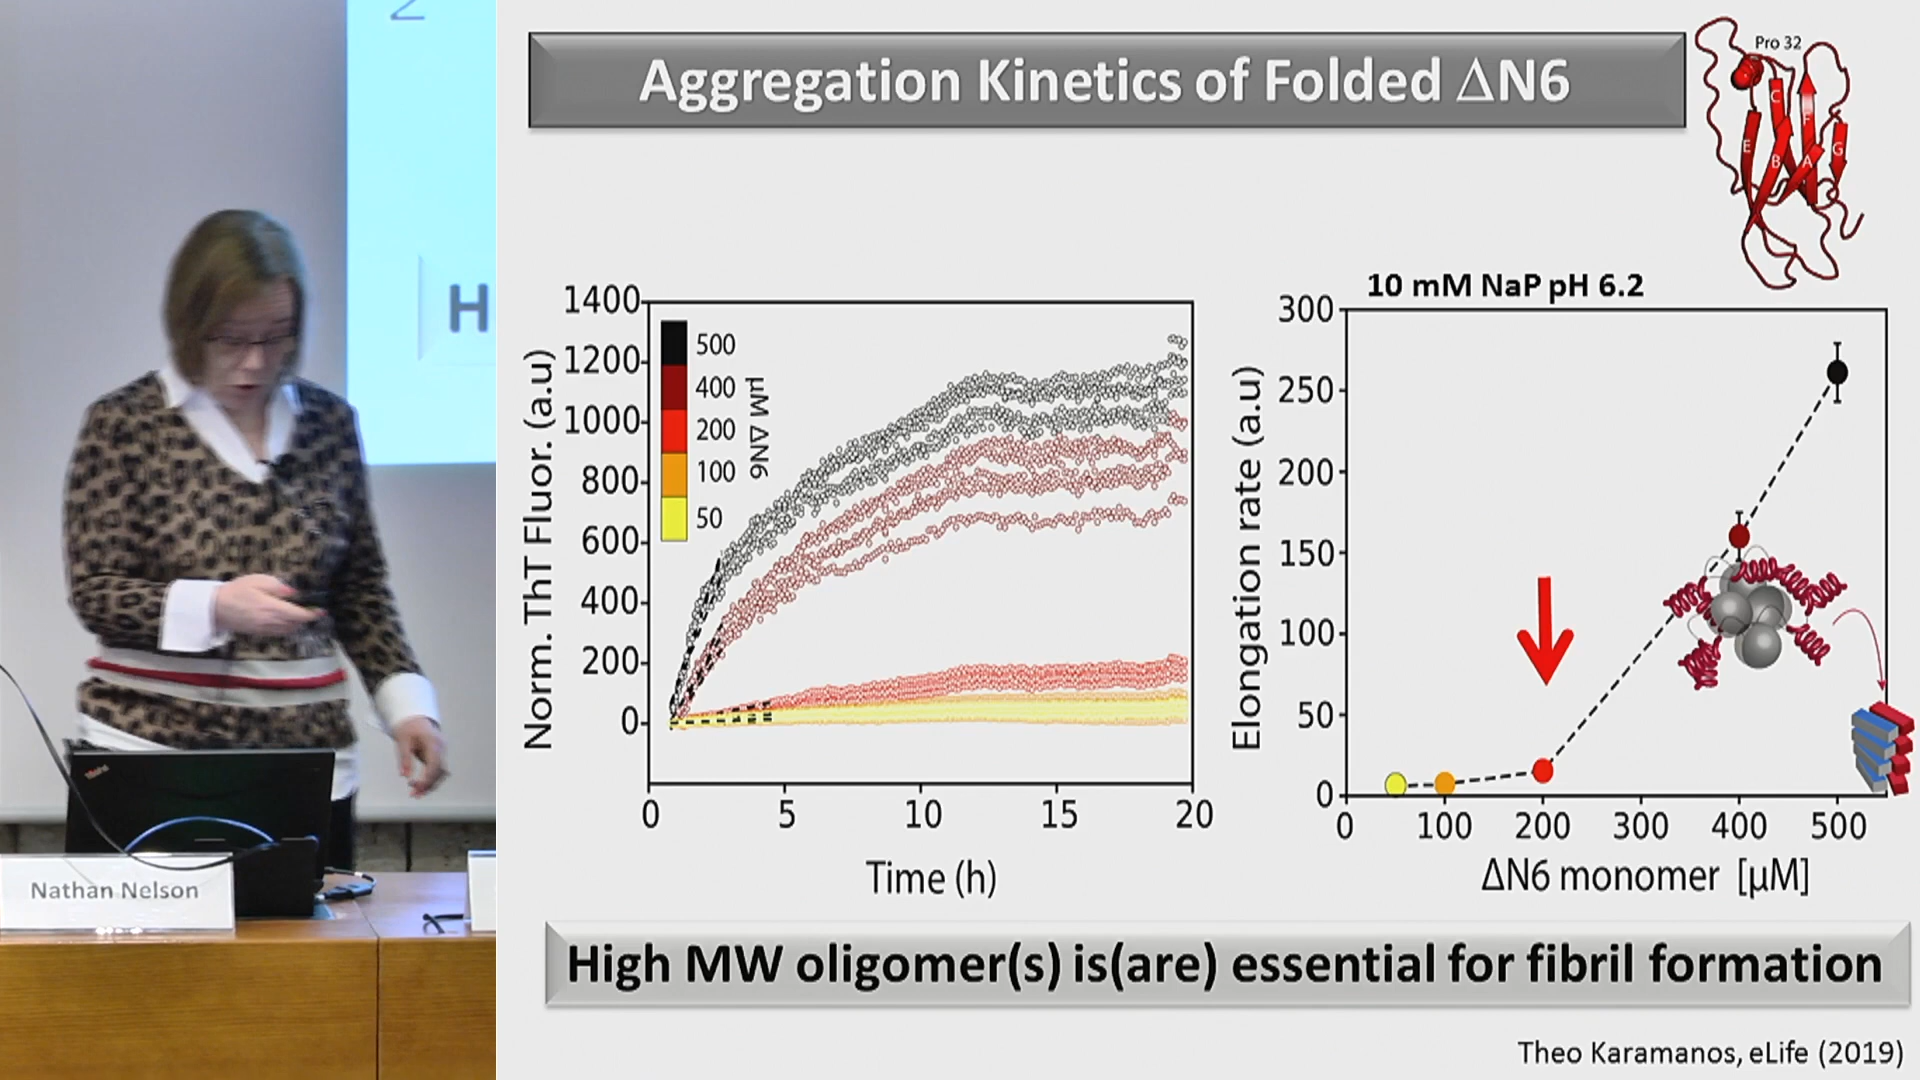 2
H
Nathan Nelson
Aggregation Kinetics of Folded ΔN6
Pro 32
C
F
E
B
A
G
1400
1200
1000
800
600
400
200
0
Norm. ThT Fluor. (a.u)
500
400
200
100
50
µM ΔN6
0 5 10 15 20
Time (h)
10 mM NaP pH 6.2
300
250
200
150
100
50
0
Elongation rate (a.u)
0 100 200 300 400 500
ΔN6 monomer [µM]
High MW oligomer(s) is(are) essential for fibril formation
Theo Karamanos, eLife (2019)